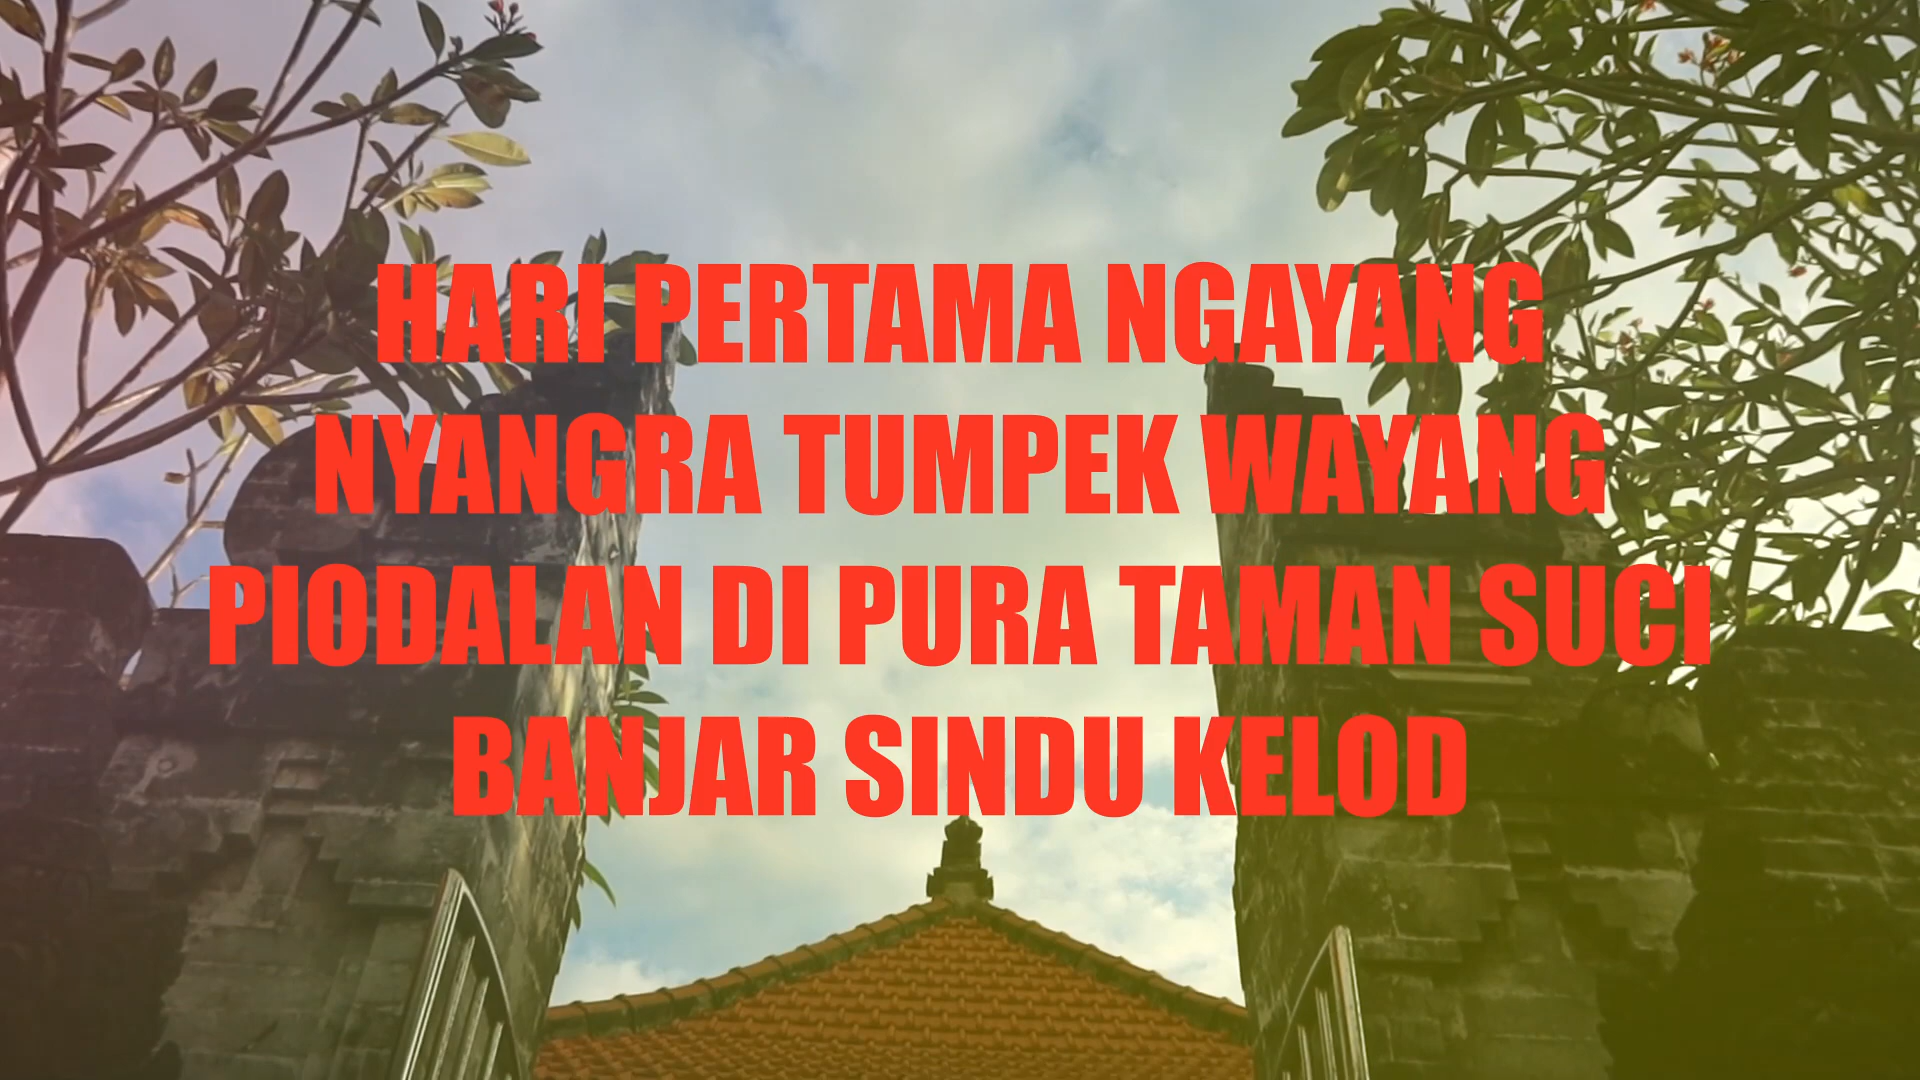 HARI PERTAMA NGAYANG
NYANGRA TUMPEK WAYANG
PIODALAN DI PURA TAMAN SUCI
BANJAR SINDU KELOD